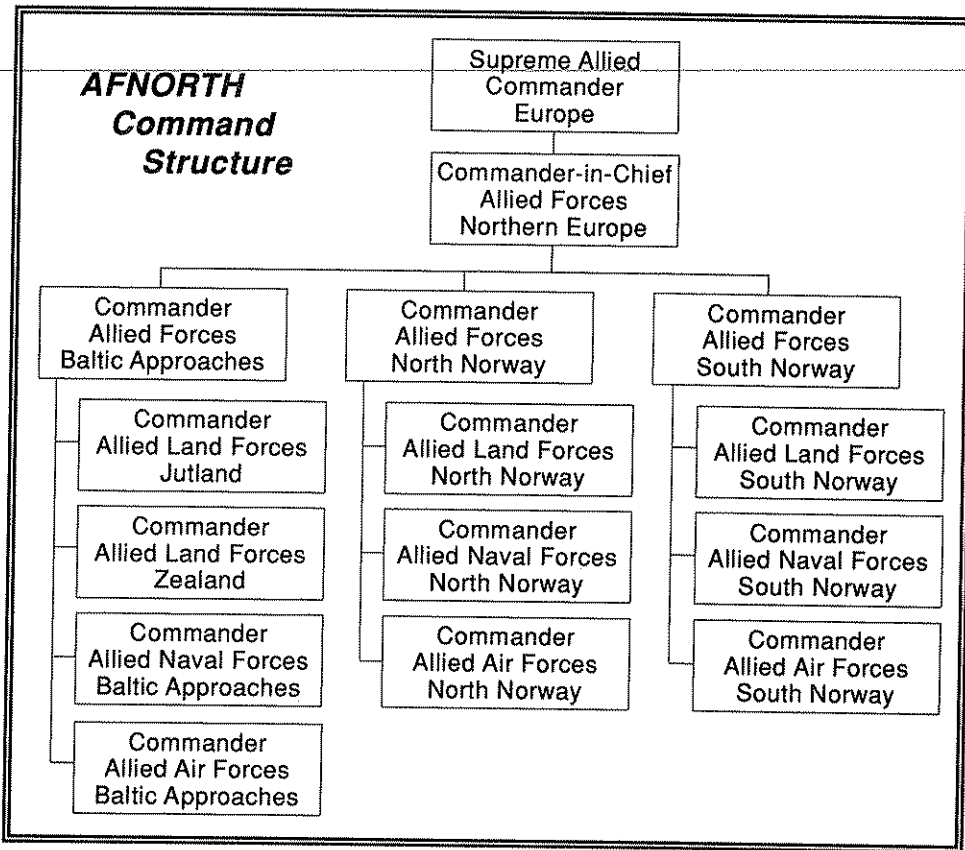 AFNORTH
Command
Structure
Supreme Allied
Commander
Europe
Commander-in-Chief
Allied Forces
Northern Europe
Commander
Allied Forces
Baltic Approaches
Commander
Allied Land Forces
Jutland
Commander
Allied Land Forces
Zealand
Commander
Allied Naval Forces
Baltic Approaches
Commander
Allied Air Forces
Baltic Approaches
Commander
Allied Forces
North Norway
Commander
Allied Land Forces
North Norway
Commander
Allied Naval Forces
North Norway
Commander
Allied Air Forces
North Norway
Commander
Allied Forces
South Norway
Commander
Allied Land Forces
South Norway
Commander
Allied Naval Forces
South Norway
Commander
Allied Air Forces
South Norway